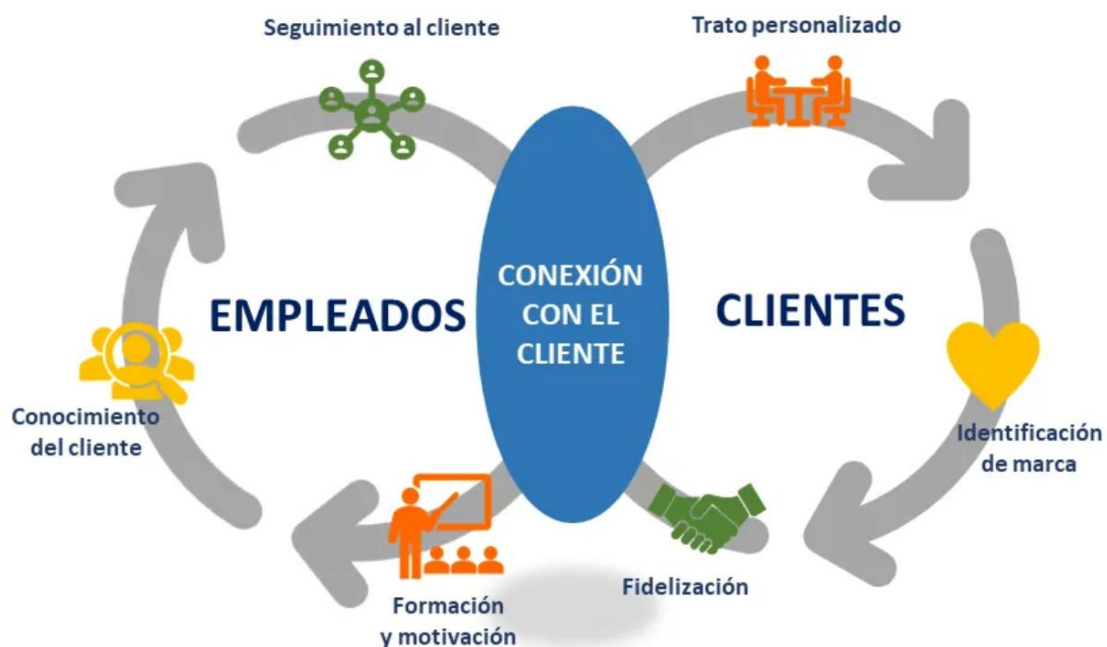 Seguimiento al cliente
Trato personalizado
CONEXIÓN
CON EL
CLIENTE
EMPLEADOS
CLIENTES
Conocimiento
del cliente
Identificación
de marca
Formación
y motivación
Fidelización